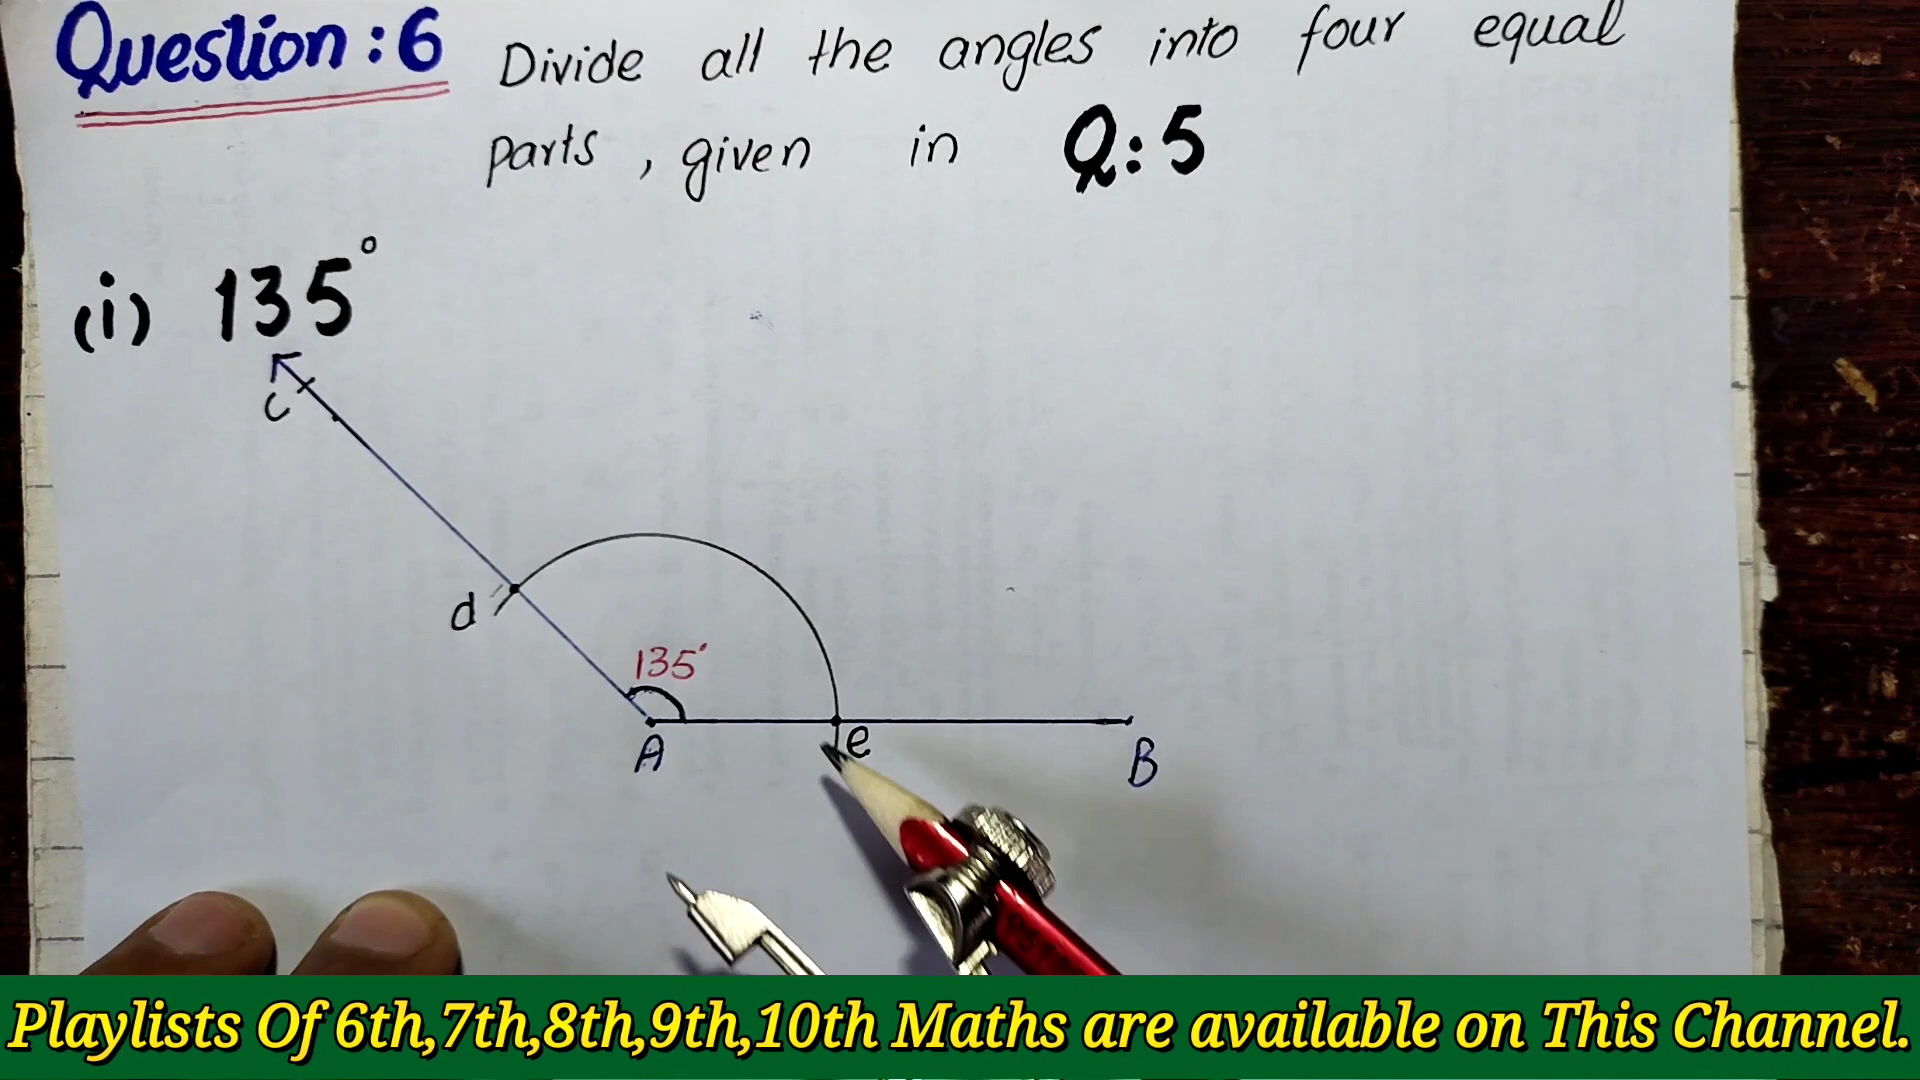 Question:6 Divide all the angles into four equal
parts, given in Q:5
(i) 135°
C
d
135°
A
e
B
Playlists Of 6th,7th,8th,9th,10th Maths are available on This Channel.